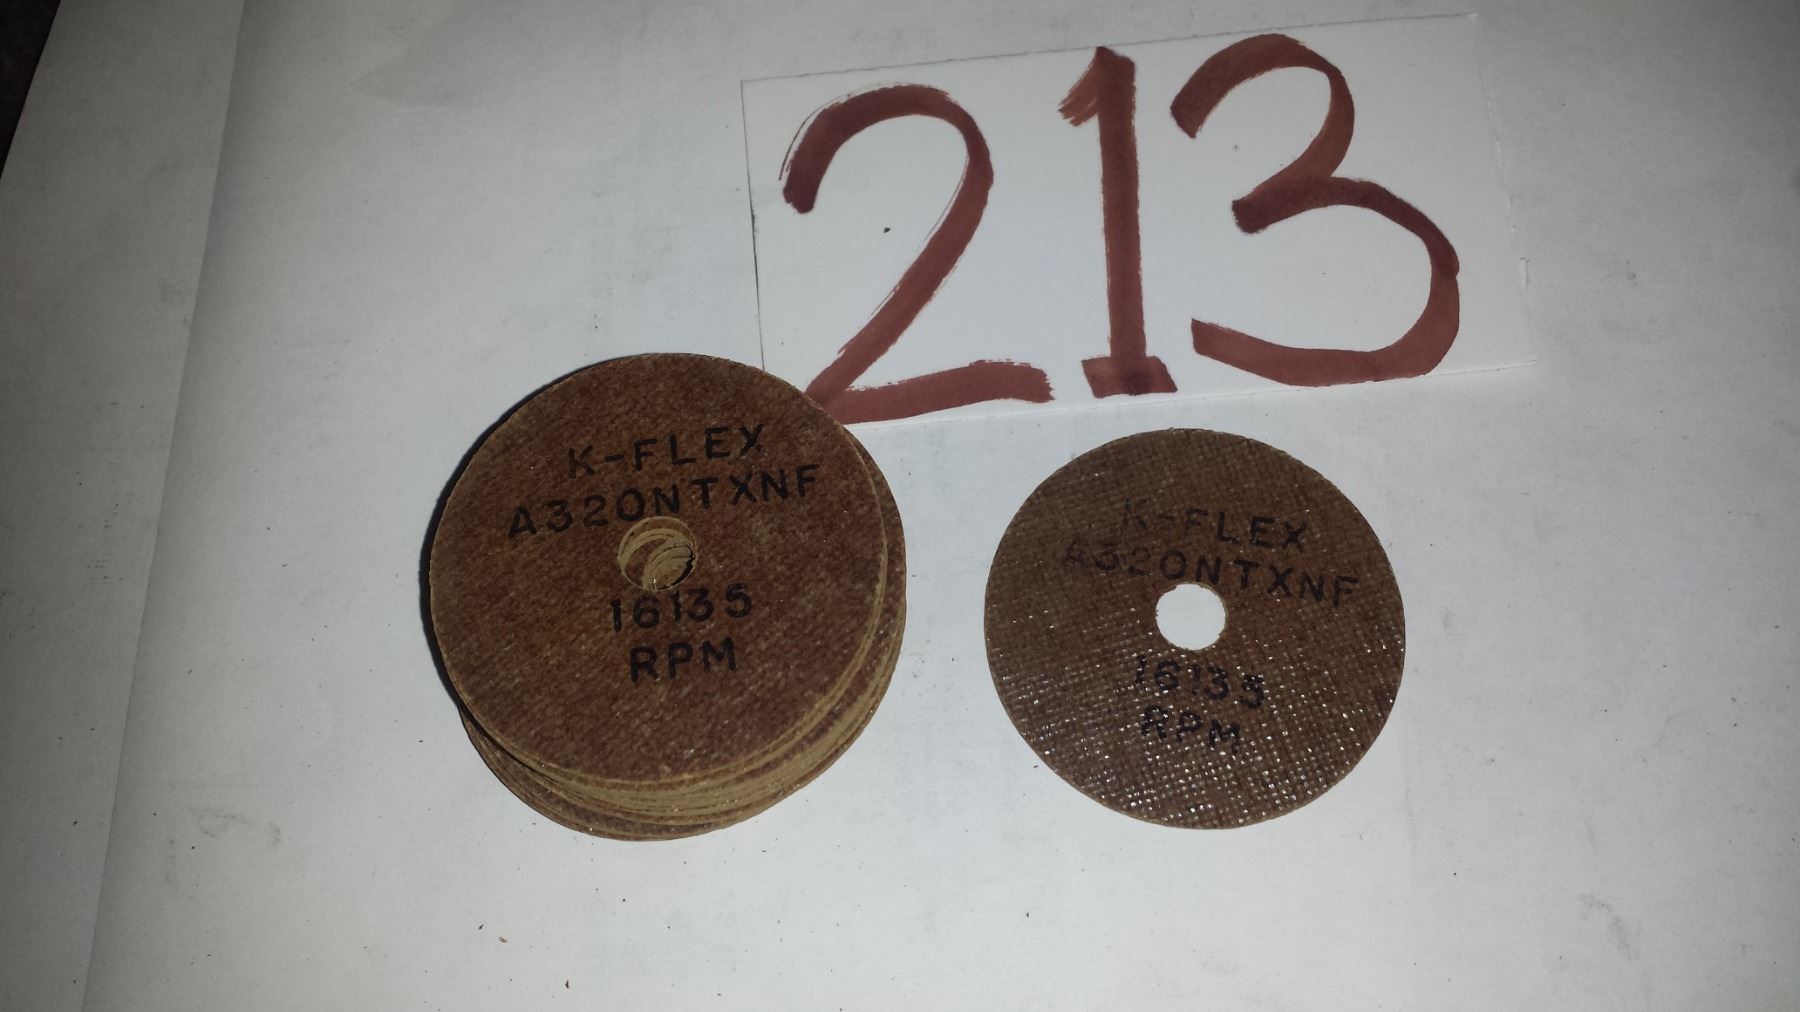 213
K-FLEX
A320NTXNF
16135
RPM
K-FLEX
A320NTXNF
16135
RPM